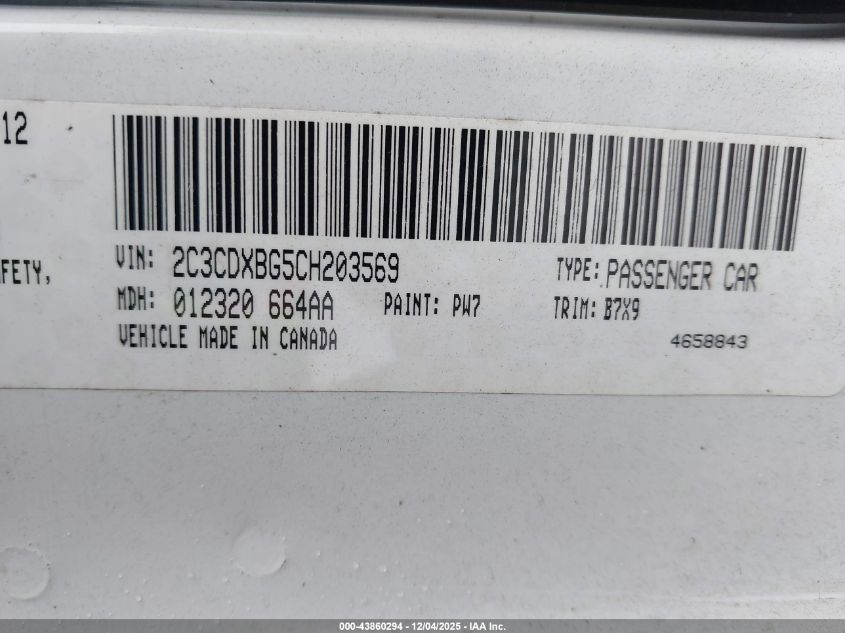 12
FETY,
VIN: 2C3CDXBG5CH203569 TYPE: PASSENGER CAR
MDH: 012320 664AA PAINT: PW7 TRIM: B7X9
VEHICLE MADE IN CANADA 4658843
000-43860294 - 12/04/2025 - IAA Inc.